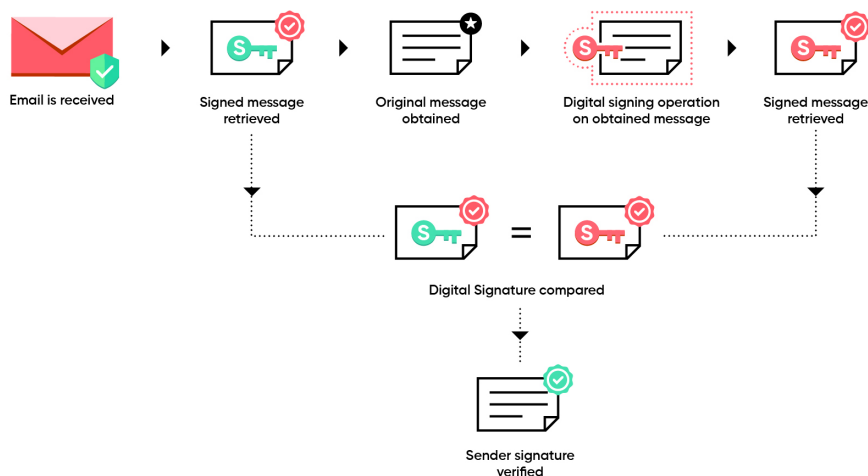 S
S
S
Email is received
Signed message
retrieved
Original message
obtained
Digital signing operation
on obtained message
Signed message
retrieved
S
=
S
Digital Signature compared
Sender signature
verified